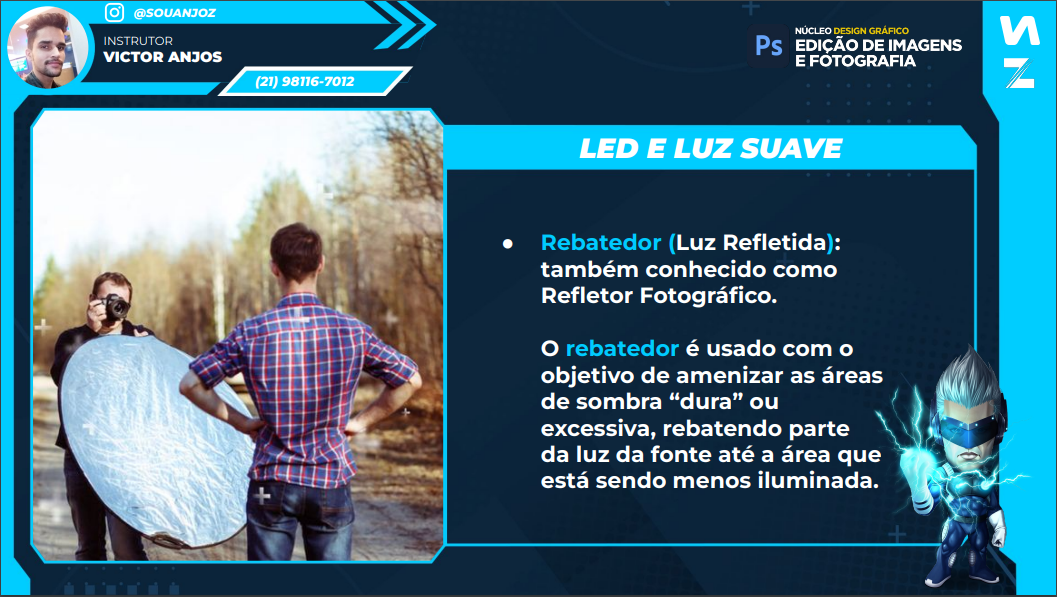 @SOUANJOZ
INSTRUTOR
VICTOR ANJOS
(21) 98116-7012
Ps
NÚCLEO DESIGN GRÁFICO
EDIÇÃO DE IMAGENS
E FOTOGRAFIA
LED E LUZ SUAVE
● Rebatedor (Luz Refletida):
também conhecido como
Refletor Fotográfico.
O rebatedor é usado com o
objetivo de amenizar as áreas
de sombra “dura” ou
excessiva, rebatendo parte
da luz da fonte até a área que
está sendo menos iluminada.